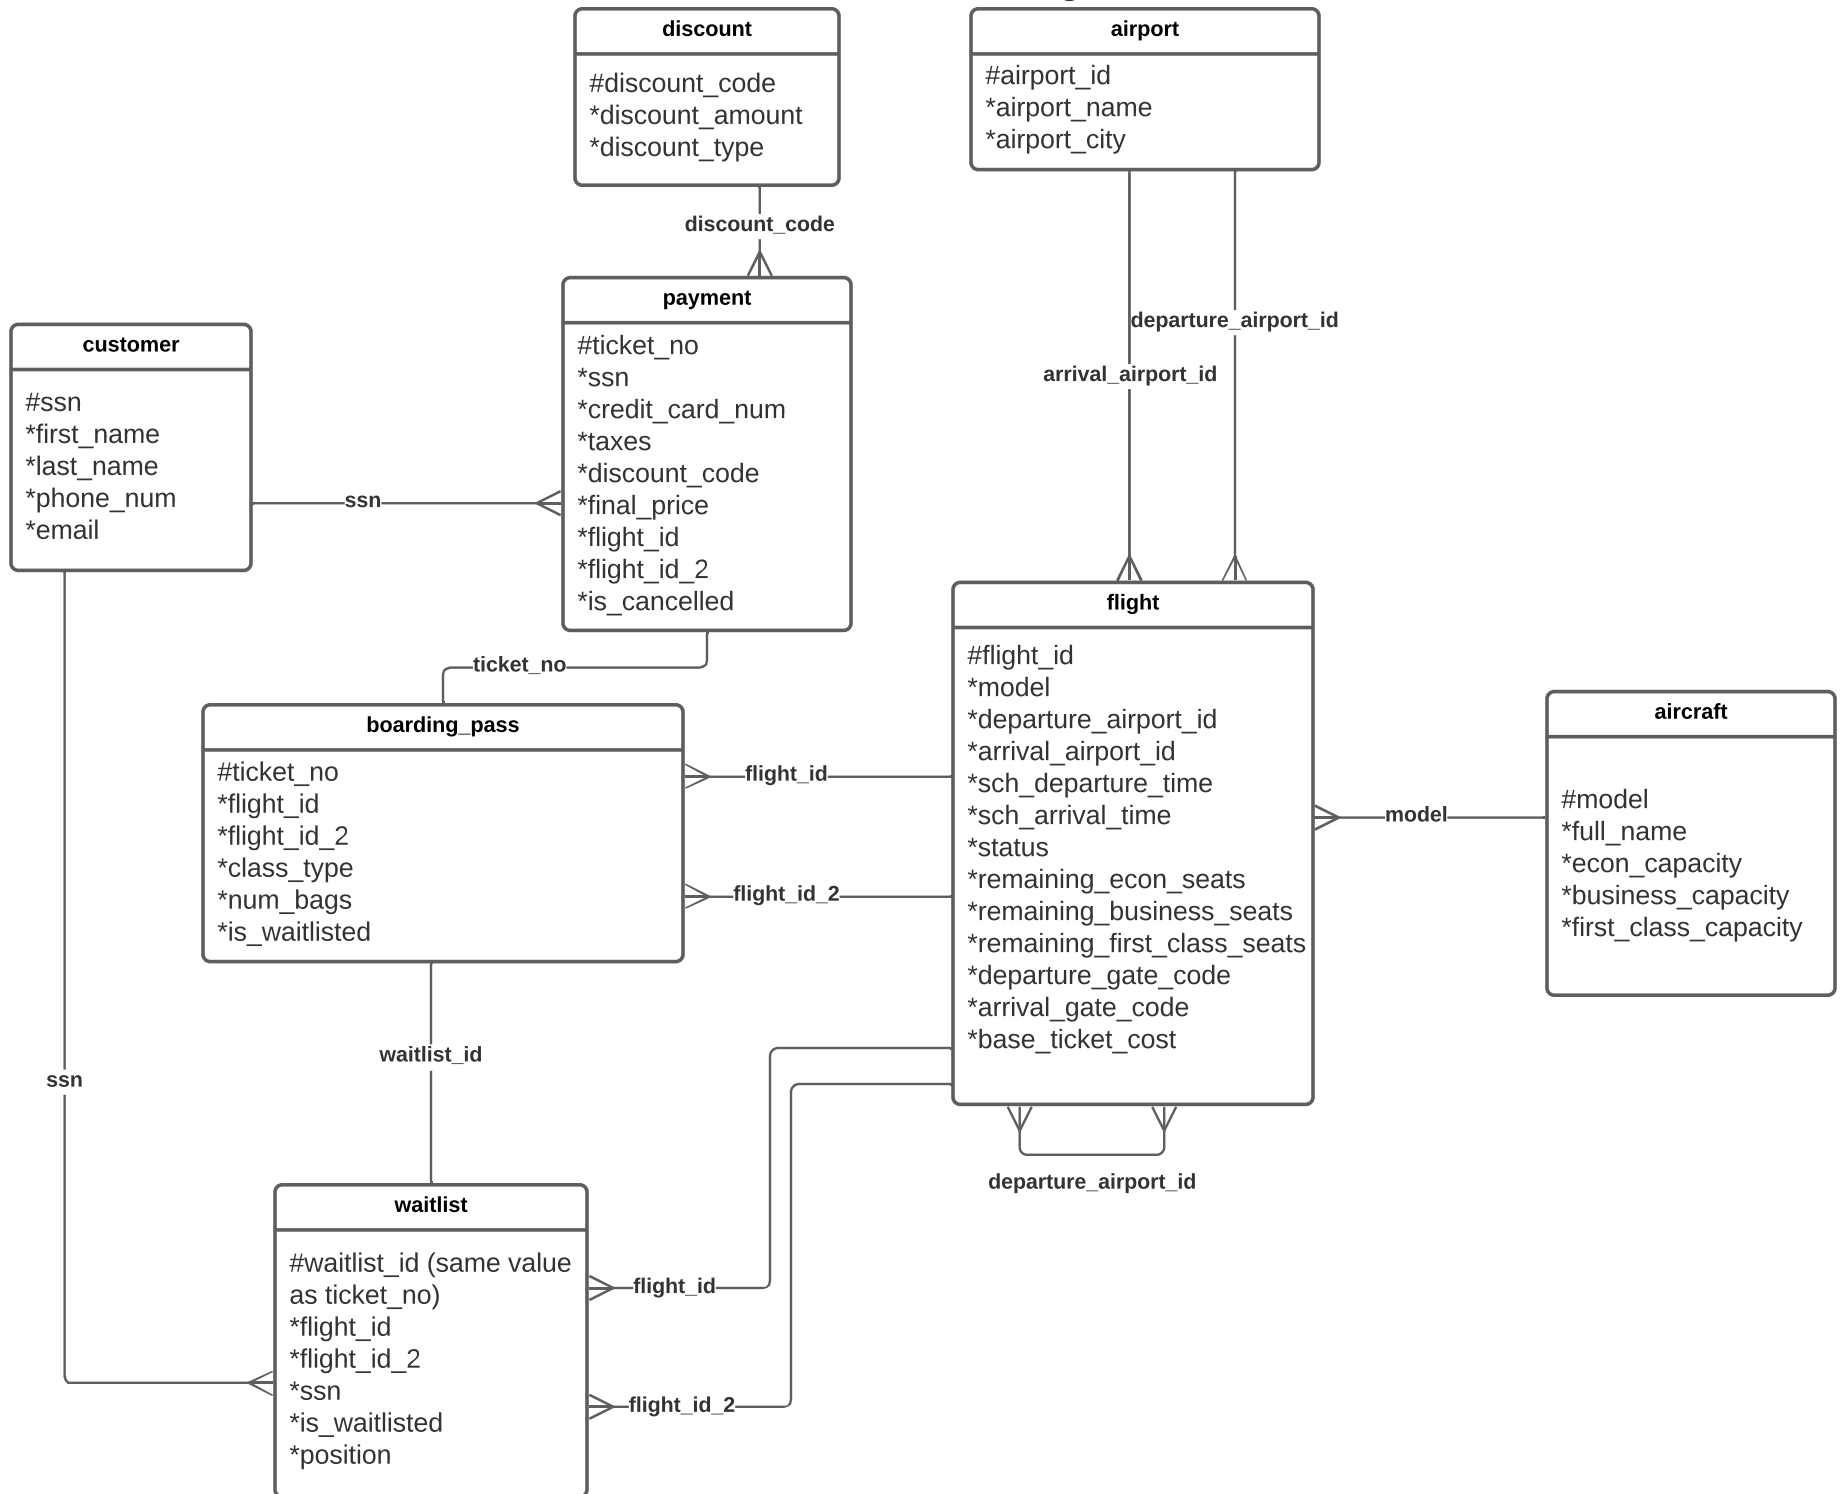 discount
#discount_code
*discount_amount
*discount_type
airport
#airport_id
*airport_name
*airport_city
discount_code
departure_airport_id
arrival_airport_id
customer
#ssn
*first_name
*last_name
*phone_num
*email
ssn
payment
#ticket_no
*ssn
*credit_card_num
*taxes
*discount_code
*final_price
*flight_id
*flight_id_2
*is_cancelled
ticket_no
boarding_pass
#ticket_no
*flight_id
*flight_id_2
*class_type
*num_bags
*is_waitlisted
flight_id
flight_id_2
flight
#flight_id
*model
*departure_airport_id
*arrival_airport_id
*sch_departure_time
*sch_arrival_time
*status
*remaining_econ_seats
*remaining_business_seats
*remaining_first_class_seats
*departure_gate_code
*arrival_gate_code
*base_ticket_cost
model
aircraft
#model
*full_name
*econ_capacity
*business_capacity
*first_class_capacity
waitlist_id
ssn
departure_airport_id
waitlist
#waitlist_id (same value
as ticket_no)
*flight_id
*flight_id_2
*ssn
*is_waitlisted
*position
flight_id
flight_id_2